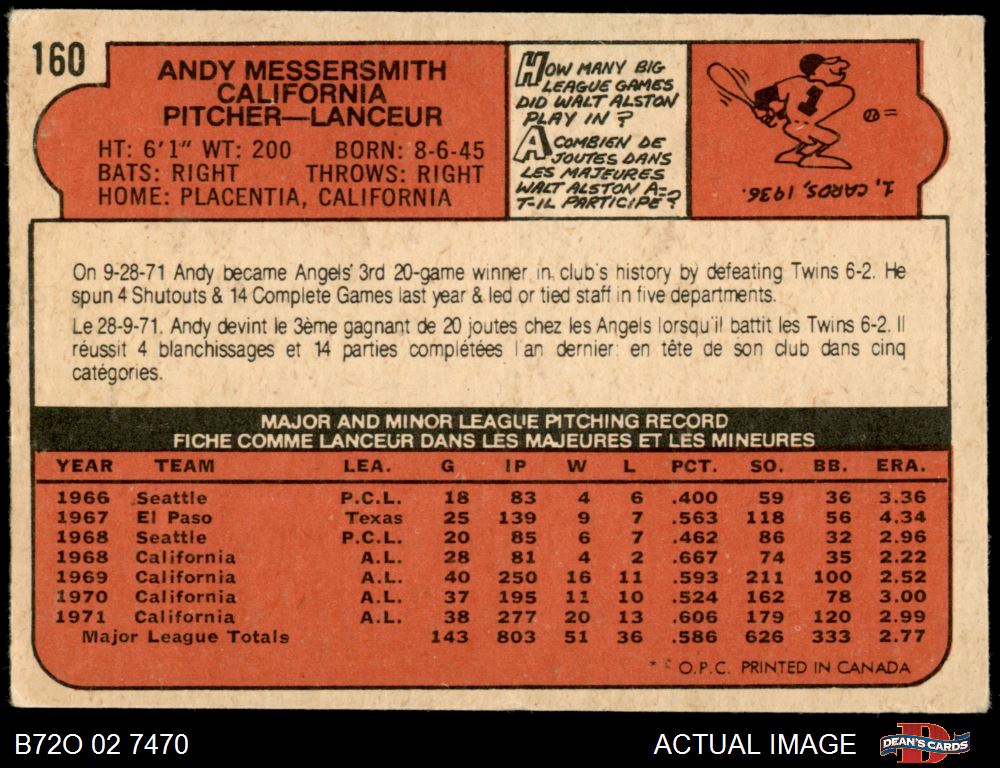 160
ANDY MESSERSMITH
CALIFORNIA
PITCHER—LANCEUR
HT: 6'1" WT: 200 BORN: 8-6-45
BATS: RIGHT THROWS: RIGHT
HOME: PLACENTIA, CALIFORNIA
HOW MANY BIG
LEAGUE GAMES
DID WALT ALSTON
PLAY IN?
A COMBIEN DE
JOUTES DANS
LES MAJEURES
WALT ALSTON A-
T-IL PARTICIPÉ?
1
1, CARDS, 1936.
On 9-28-71 Andy became Angels' 3rd 20-game winner in club's history by defeating Twins 6-2. He
spun 4 Shutouts & 14 Complete Games last year & led or tied staff in five departments.
Le 28-9-71. Andy devint le 3ème gagnant de 20 joutes chez les Angels lorsqu'il battit les Twins 6-2. Il
réussit 4 blanchissages et 14 parties complétées l'an dernier: en tête de son club dans cinq
catégories.
MAJOR AND MINOR LEAGUE PITCHING RECORD
FICHE COMME LANCEUR DANS LES MAJEURES ET LES MINEURES
YEAR TEAM LEA. G IP W L PCT. SO. BB. ERA.
1966 Seattle P.C.L. 18 83 4 6 .400 59 36 3.36
1967 El Paso Texas 25 139 9 7 .563 118 56 4.34
1968 Seattle P.C.L. 20 85 6 7 .462 86 32 2.96
1968 California A.L. 28 81 4 2 .667 74 35 2.22
1969 California A.L. 40 250 16 11 .593 211 100 2.52
1970 California A.L. 37 195 11 10 .524 162 78 3.00
1971 California A.L. 38 277 20 13 .606 179 120 2.99
Major League Totals 143 803 51 36 .586 626 333 2.77
* O.P.C. PRINTED IN CANADA
B72O 02 7470
ACTUAL IMAGE
DEAN'S CARDS